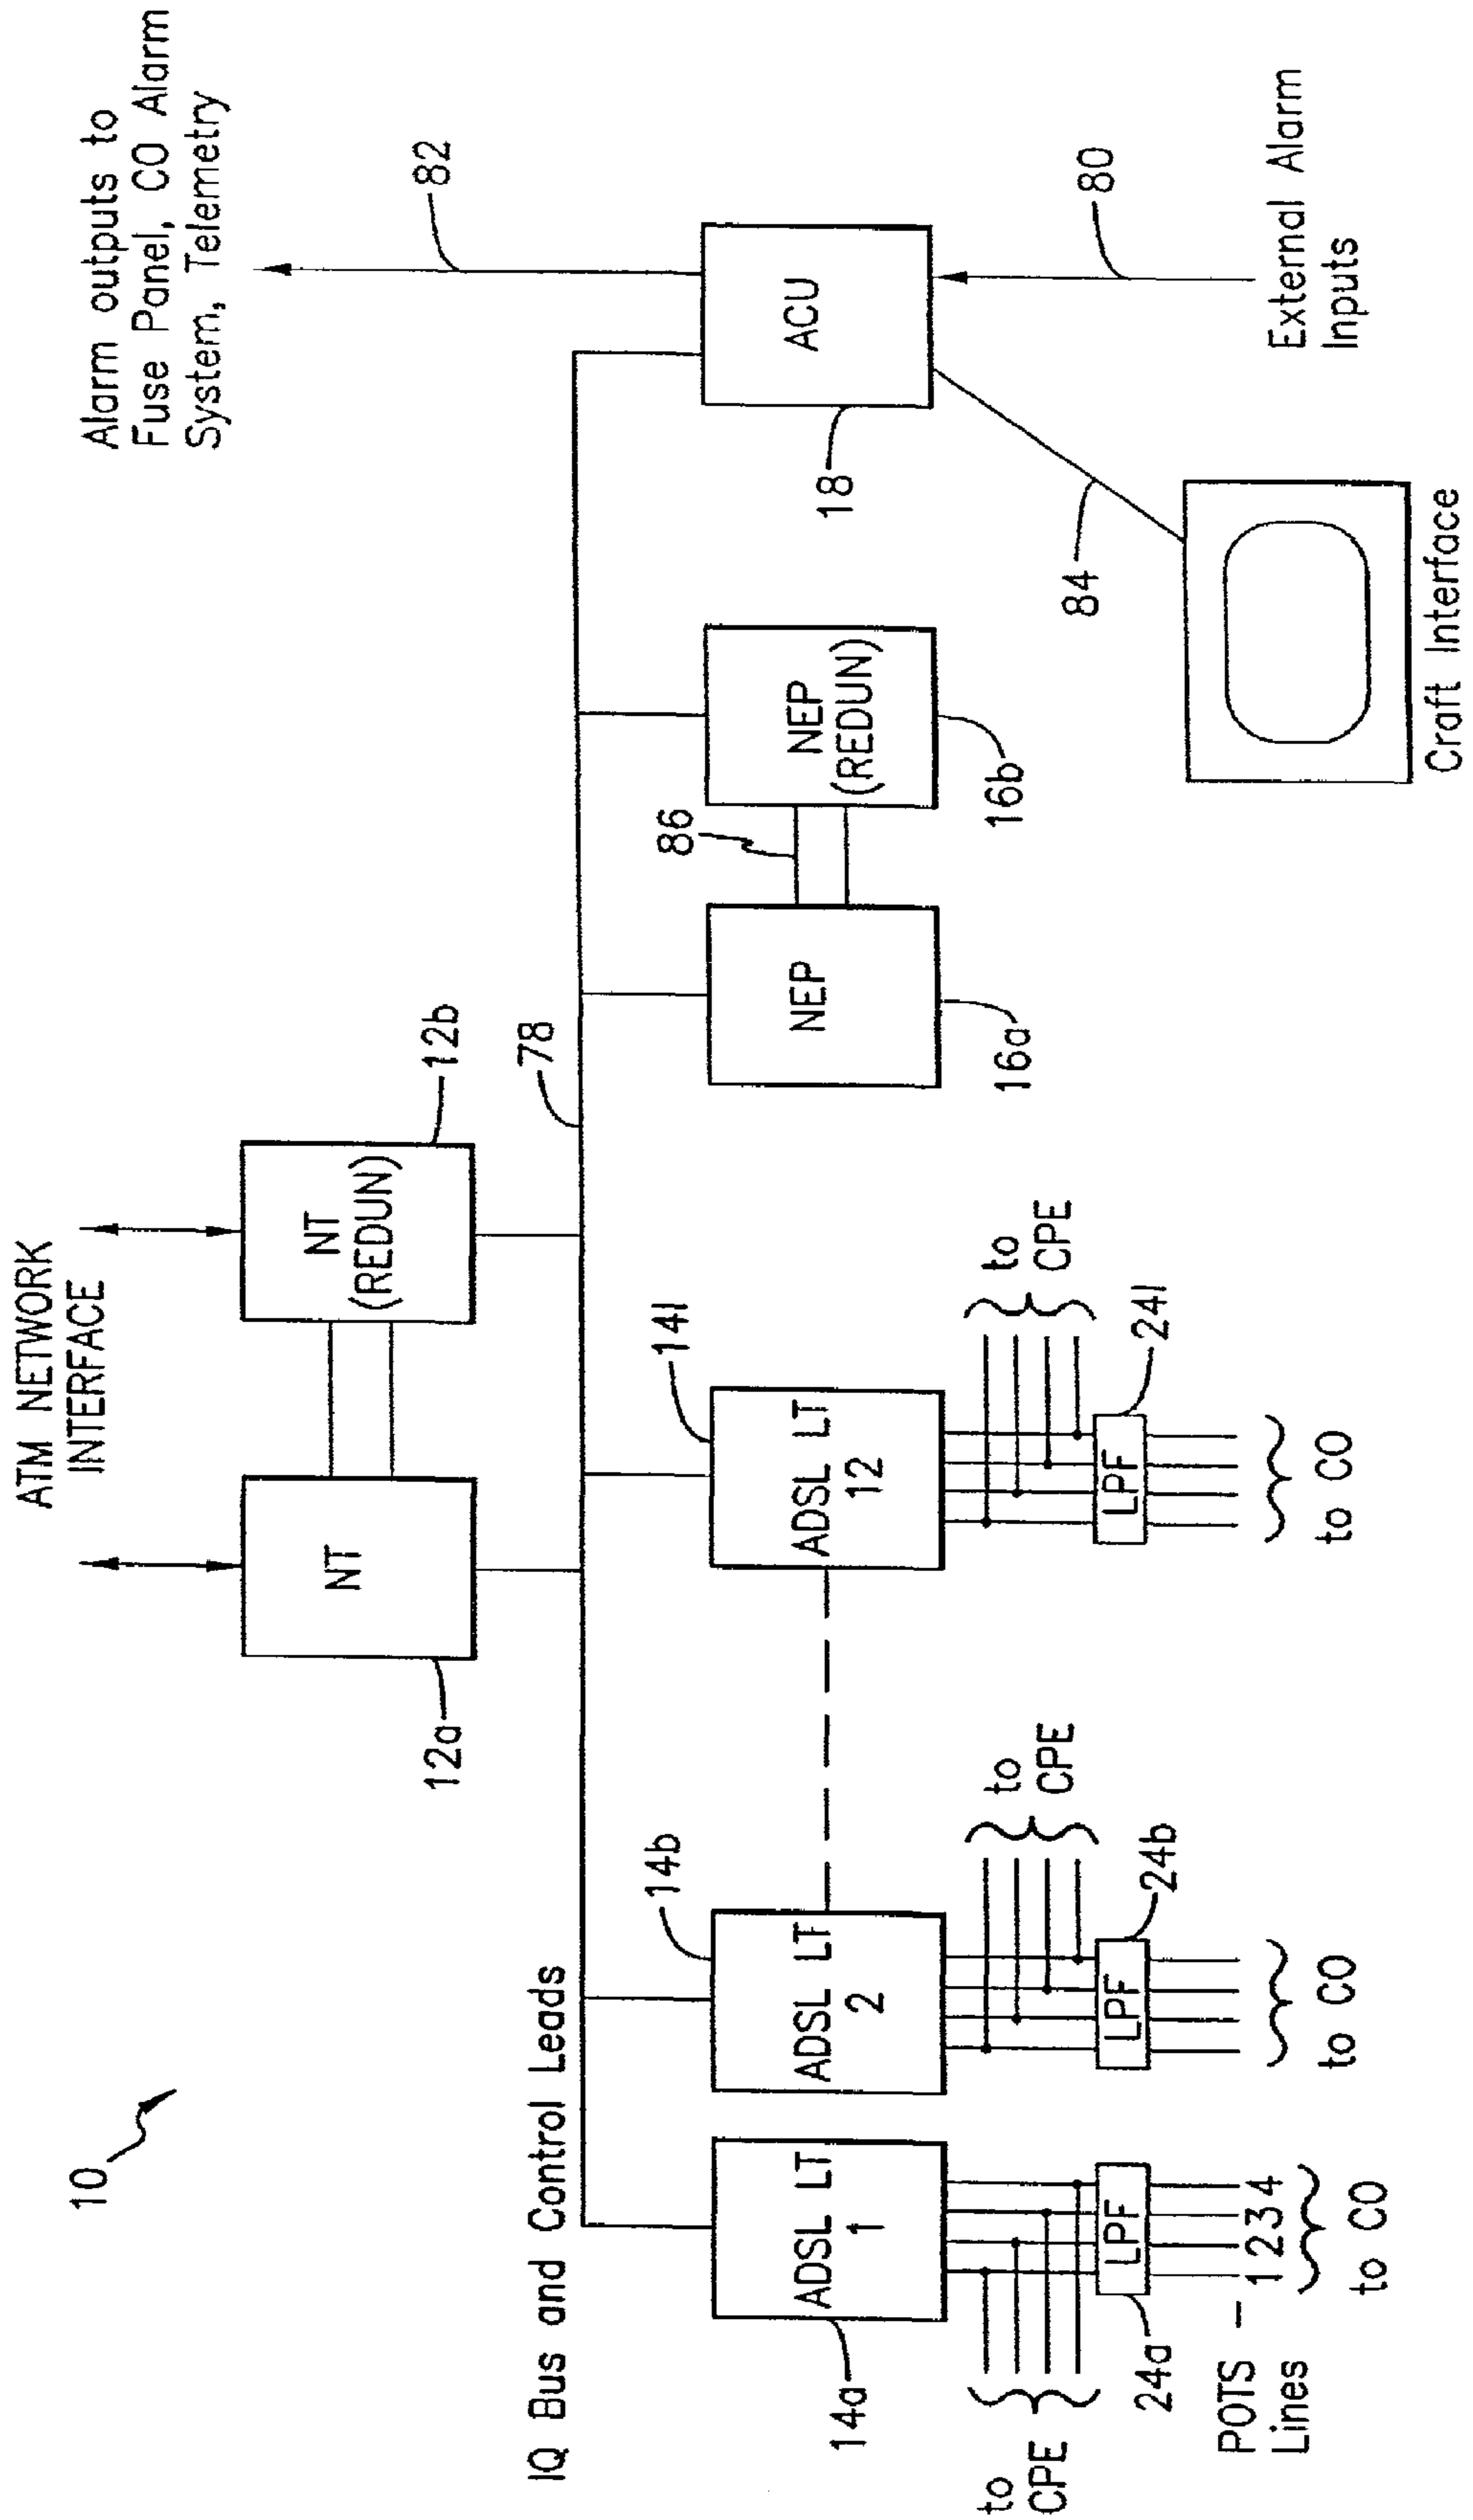 10
ATM NETWORK
INTERFACE
Alarm outputs to
Fuse Panel, CO Alarm
System, Telemetry
NT
12a
NT
(REDUN)
12b
82
IQ Bus and Control Leads
78
ADSL LT
1
14a
ADSL LT
2
14b
ADSL LT
12
14l
NEP
16a
86
NEP
(REDUN)
16b
ACU
18
84
80
External Alarm
Inputs
Craft Interface
to
CPE
to
CPE
to
CPE
LPF
24a
LPF
24b
LPF
24l
POTS - 1 2 3 4
Lines
to CO
to CO
to CO